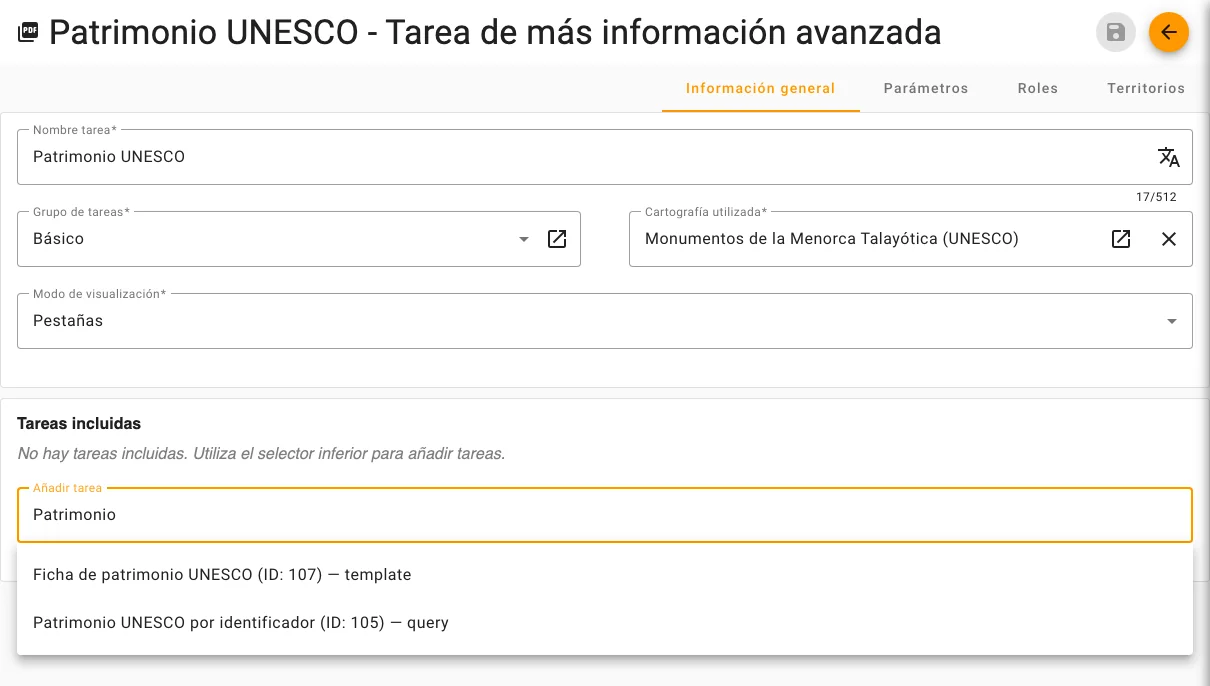 PDF Patrimonio UNESCO - Tarea de más información avanzada
Información general Parámetros Roles Territorios
Nombre tarea*
Patrimonio UNESCO
17/512
Grupo de tareas* Cartografía utilizada*
Básico Monumentos de la Menorca Talayótica (UNESCO)
Modo de visualización*
Pestañas
Tareas incluidas
No hay tareas incluidas. Utiliza el selector inferior para añadir tareas.
Añadir tarea
Patrimonio
Ficha de patrimonio UNESCO (ID: 107) — template
Patrimonio UNESCO por identificador (ID: 105) — query